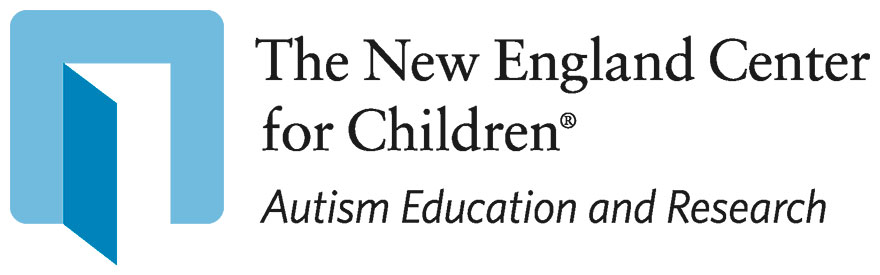 The New England Center
for Children®
Autism Education and Research